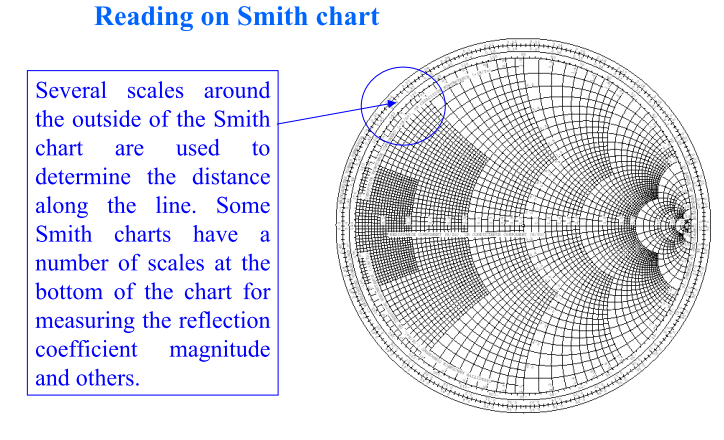 Reading on Smith chart
Several scales around
the outside of the Smith
chart are used to
determine the distance
along the line. Some
Smith charts have a
number of scales at the
bottom of the chart for
measuring the reflection
coefficient magnitude
and others.